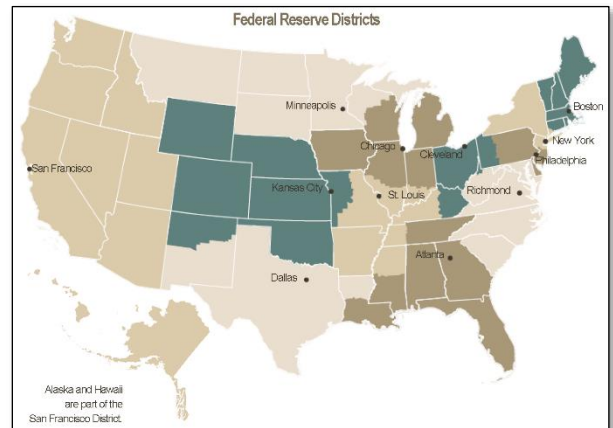 Federal Reserve Districts
Minneapolis
Boston
Chicago
Cleveland
New York
Philadelphia
San Francisco
Kansas City
St. Louis
Richmond
Atlanta
Dallas
Alaska and Hawaii
are part of the
San Francisco District.